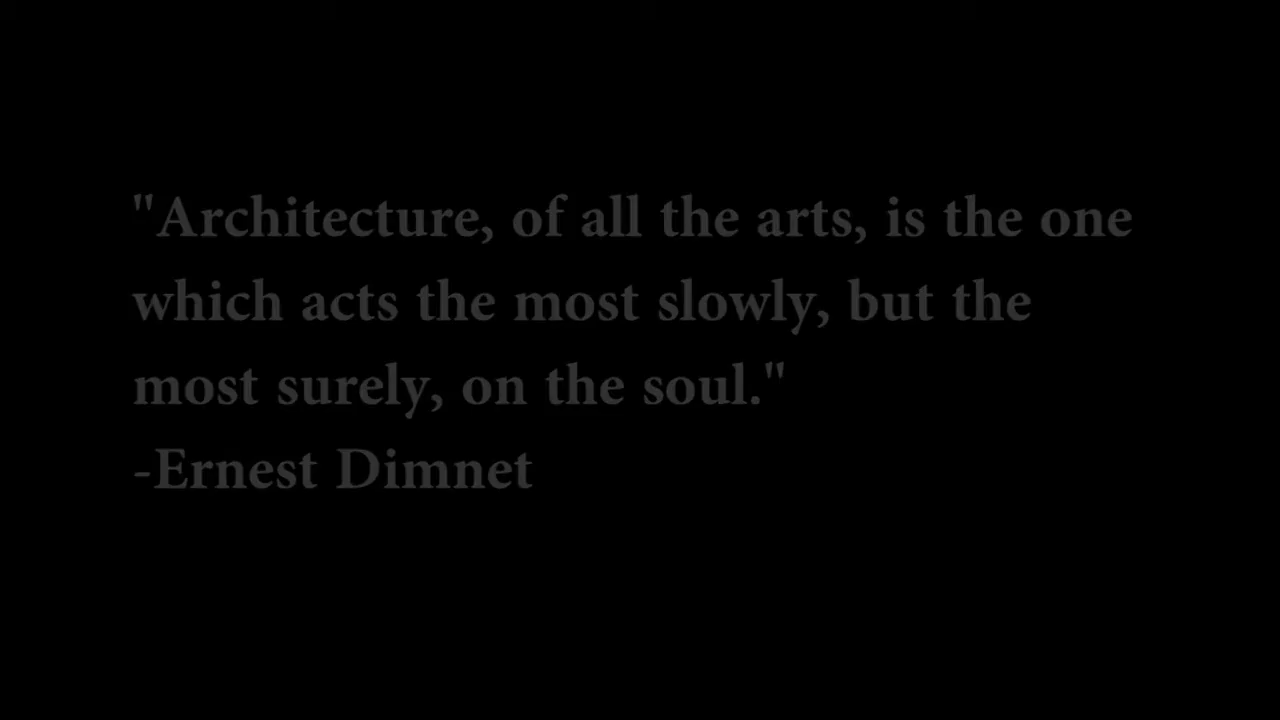 "Architecture, of all the arts, is the one
which acts the most slowly, but the
most surely, on the soul."
-Ernest Dimnet